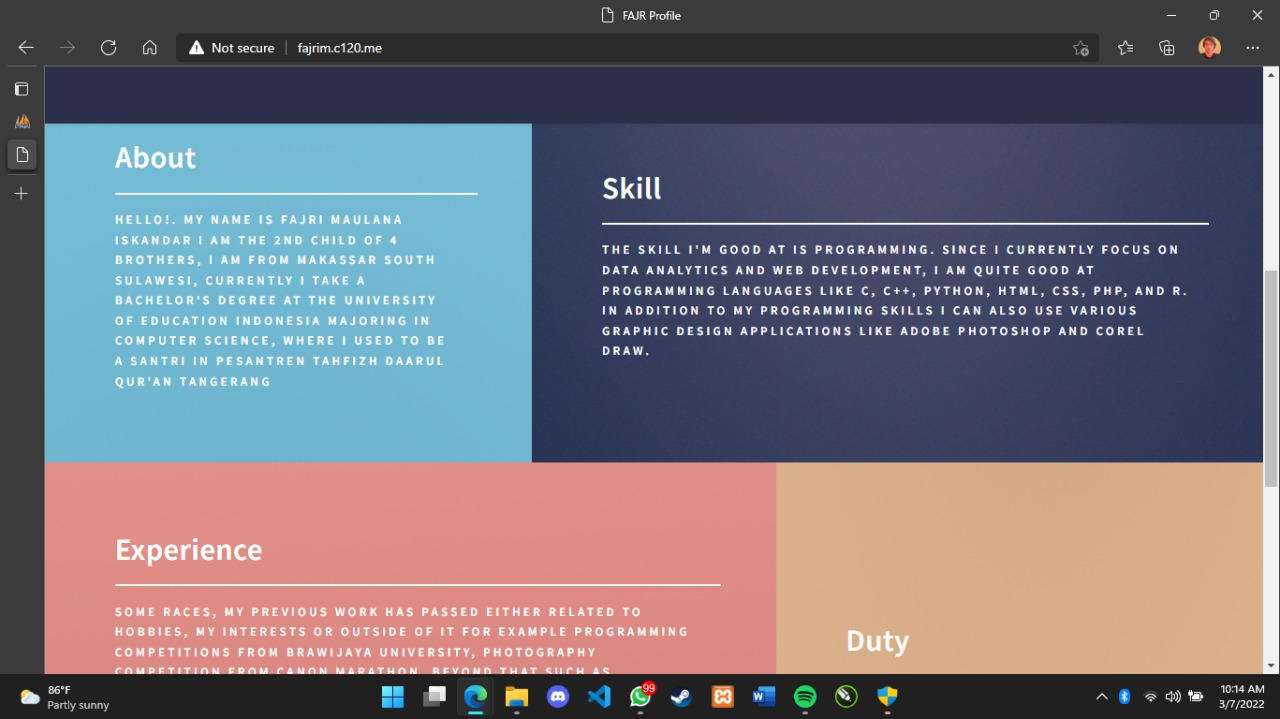 FAJR Profile
Not secure
fajrim.c120.me
About
HELLO!. MY NAME IS FAJRI MAULANA
ISKANDAR I AM THE 2ND CHILD OF 4
BROTHERS, I AM FROM MAKASSAR SOUTH
SULAWESI, CURRENTLY I TAKE A
BACHELOR'S DEGREE AT THE UNIVERSITY
OF EDUCATION INDONESIA MAJORING IN
COMPUTER SCIENCE, WHERE I USED TO BE
A SANTRI IN PESANTREN TAHFIZH DAARUL
QUR'AN TANGERANG
Skill
THE SKILL I'M GOOD AT IS PROGRAMMING. SINCE I CURRENTLY FOCUS ON
DATA ANALYTICS AND WEB DEVELOPMENT, I AM QUITE GOOD AT
PROGRAMMING LANGUAGES LIKE C, C++, PYTHON, HTML, CSS, PHP, AND R.
IN ADDITION TO MY PROGRAMMING SKILLS I CAN ALSO USE VARIOUS
GRAPHIC DESIGN APPLICATIONS LIKE ADOBE PHOTOSHOP AND COREL
DRAW.
Experience
SOME RACES, MY PREVIOUS WORK HAS PASSED EITHER RELATED TO
HOBBIES, MY INTERESTS OR OUTSIDE OF IT FOR EXAMPLE PROGRAMMING
COMPETITIONS FROM BRAWIJAYA UNIVERSITY, PHOTOGRAPHY
COMPETITION FROM CANON MARATHON. BEYOND THAT SUCH AS
Duty
86°F
Partly sunny
99
10:14 AM
3/7/2022